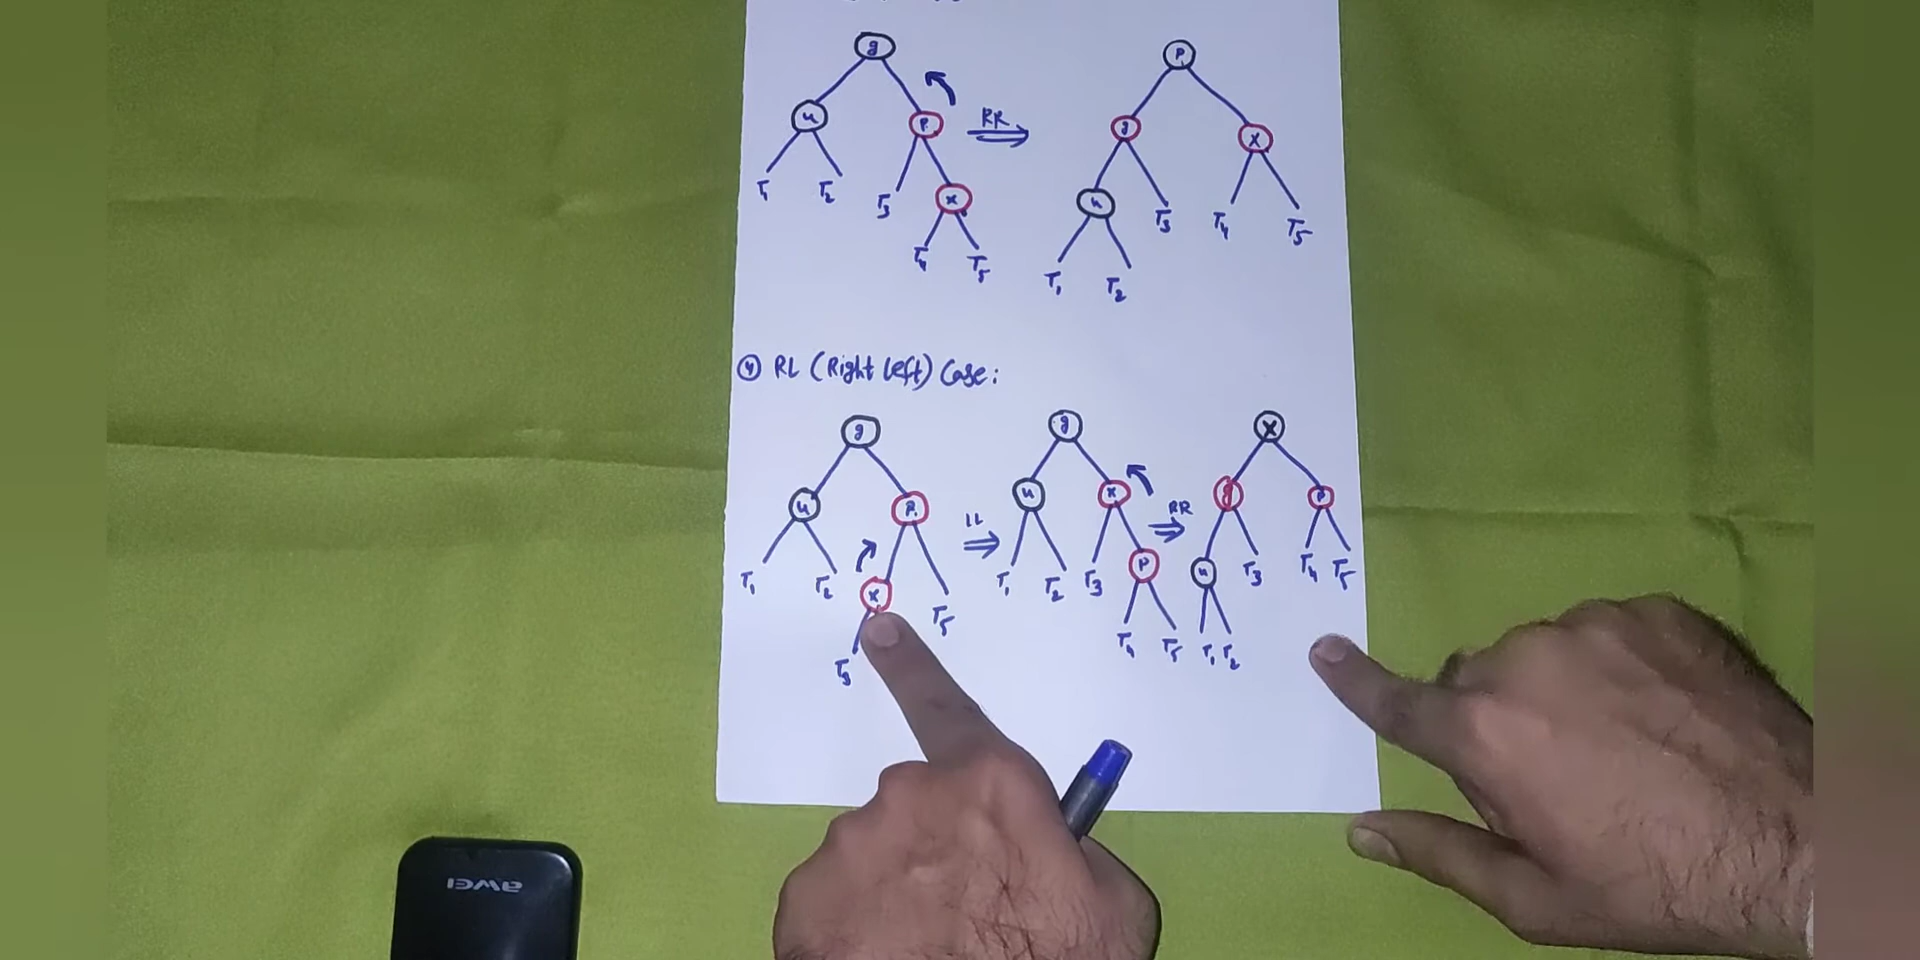 g
u P.
RR
T1 T2 T3 x
T4 T5
P
g x
u T3 T4 T5
T1 T2
④ RL (Right Left) Case:
g
u P.
T1 T2 x T5
T3
LL
g
u x
T1 T2 T3 P
T4 T5
RR
X
g P
u T3 T4 T5
T1 T2
awei